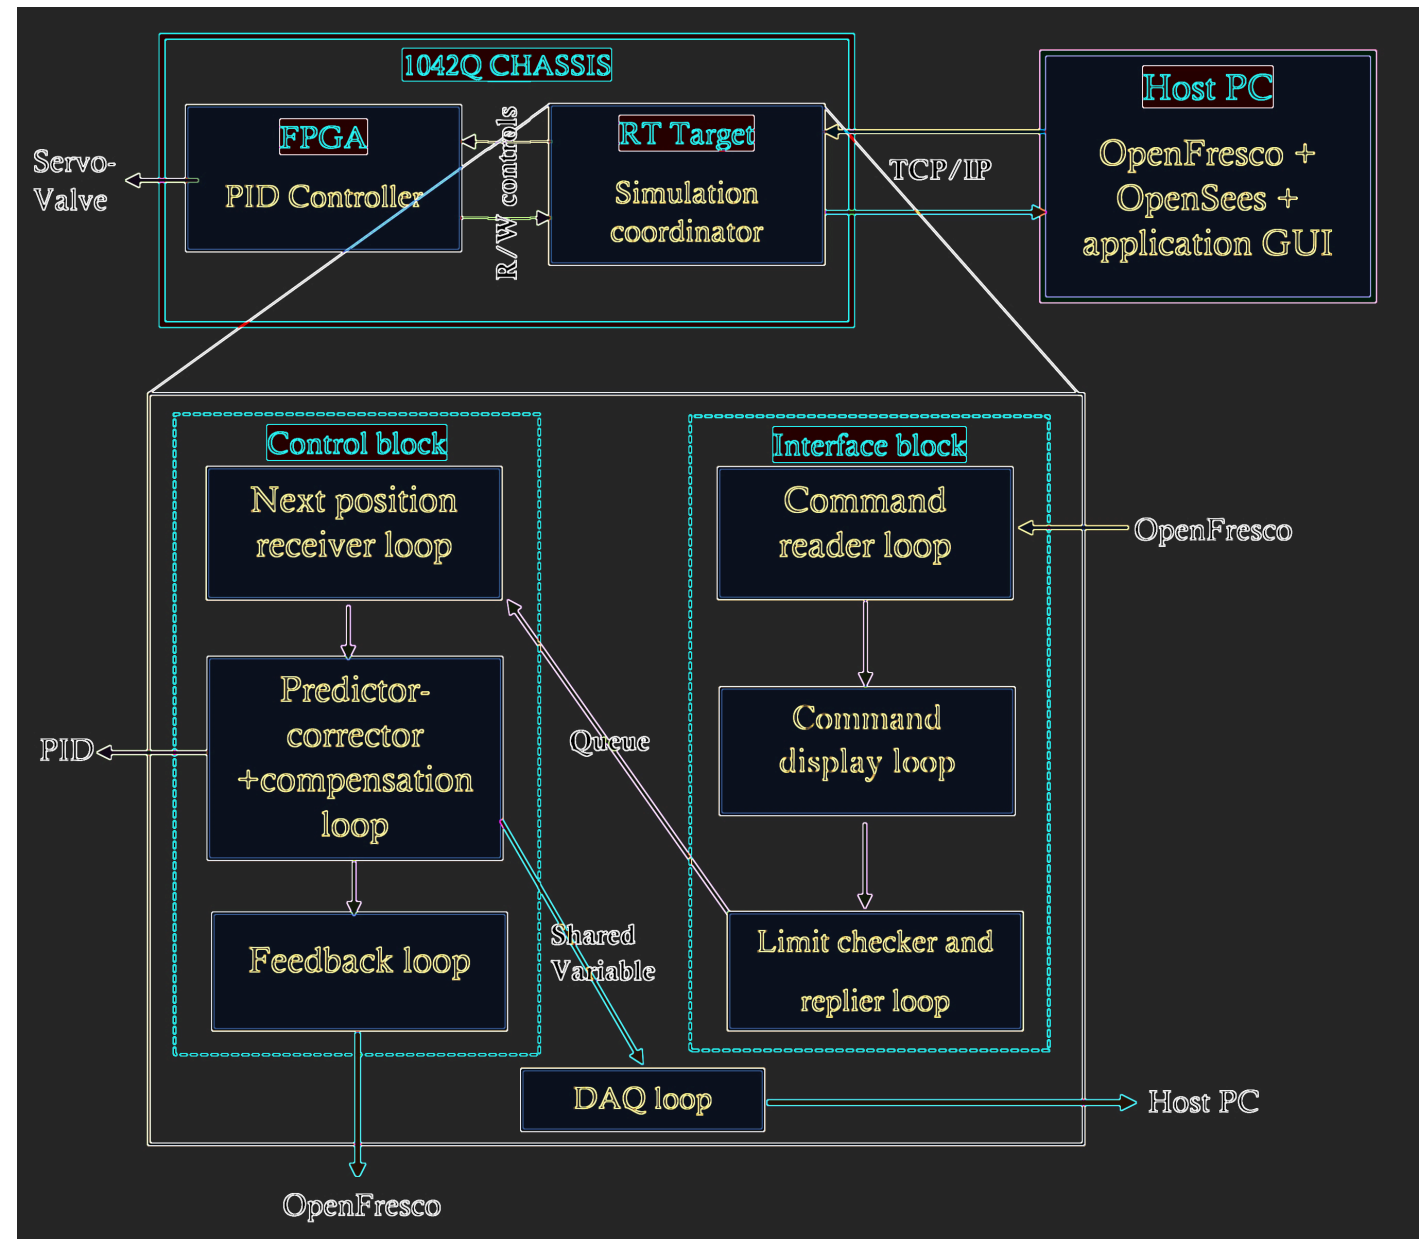 1042Q CHASSIS
FPGA
PID Controller
Servo-
Valve
R/W controls
RT Target
Simulation
coordinator
TCP/IP
Host PC
OpenFresco +
OpenSees +
application GUI
Control block
Next position
receiver loop
Predictor-
corrector
+compensation
loop
Feedback loop
PID
OpenFresco
Queue
Shared
Variable
Interface block
Command
reader loop
OpenFresco
Command
display loop
Limit checker and
replier loop
DAQ loop
Host PC